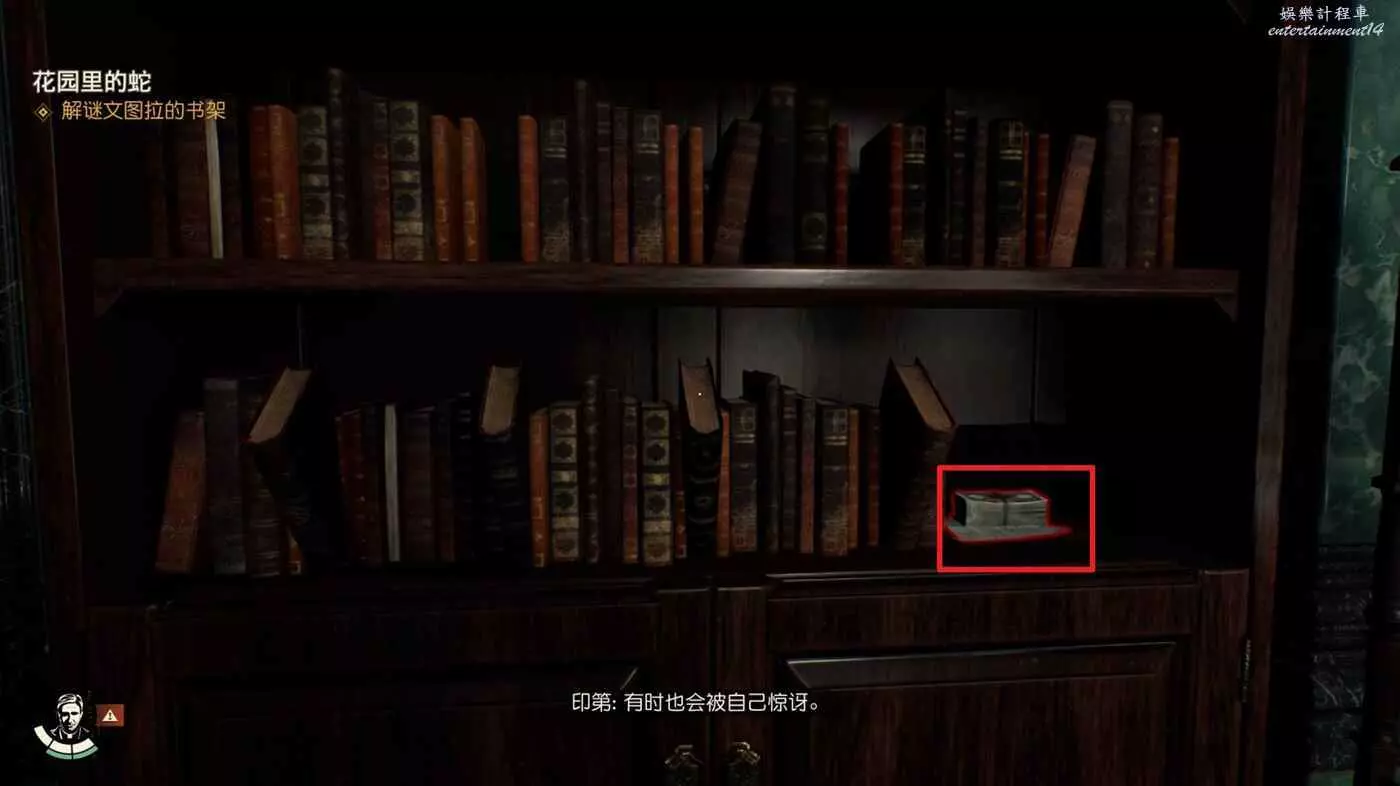 娛樂計程車
entertainment14
花园里的蛇
解谜文图拉的书架
印第: 有时也会被自己惊讶。